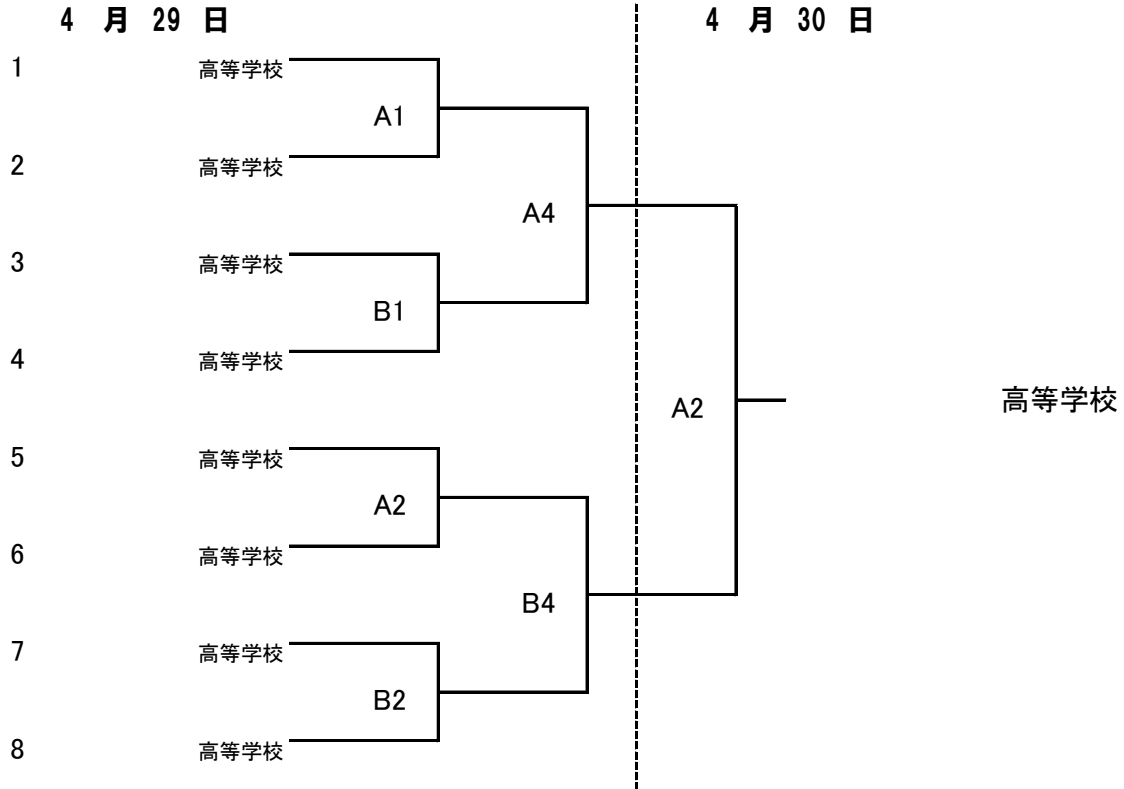 4 月 29 日
4 月 30 日
1 高等学校
A1
2 高等学校
A4
3 高等学校
B1
4 高等学校
A2 高等学校
5 高等学校
A2
6 高等学校
B4
7 高等学校
B2
8 高等学校